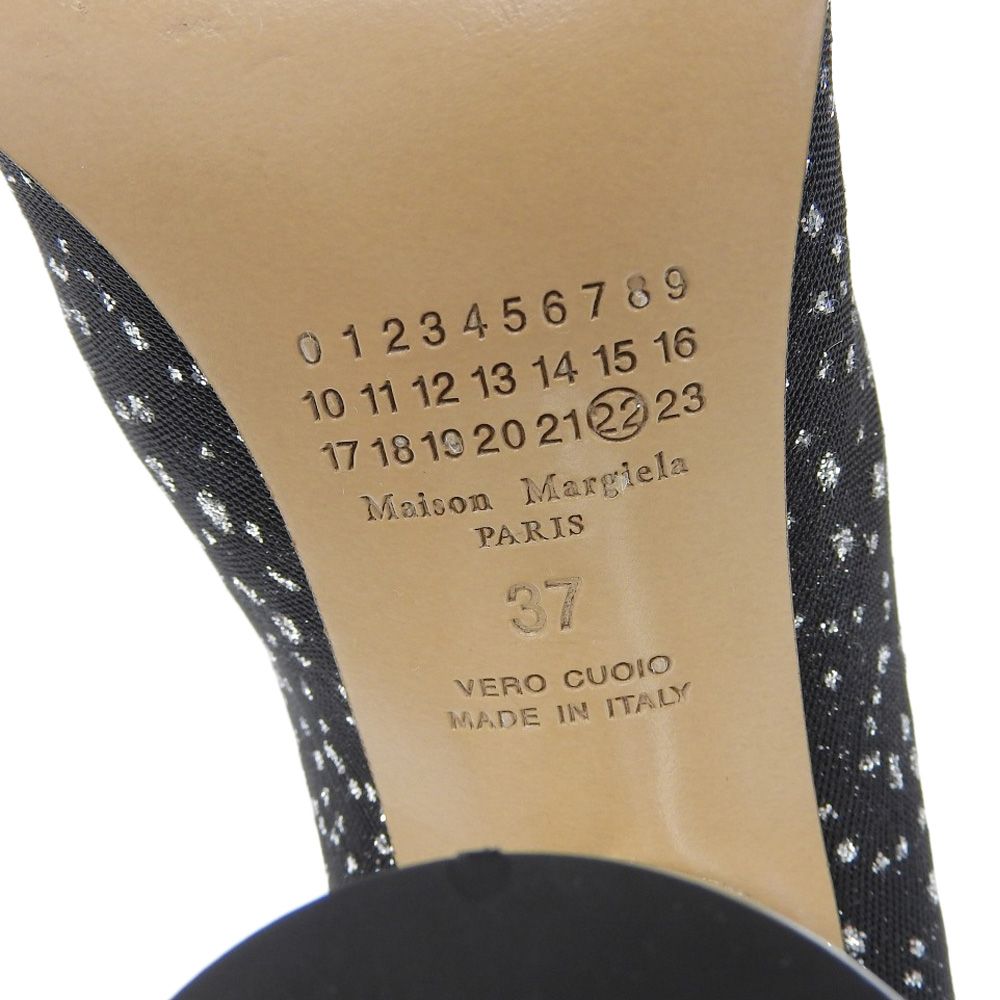 0 1 2 3 4 5 6 7 8 9
10 11 12 13 14 15 16
17 18 19 20 21 22 23
Maison Margiela
PARIS
37
VERO CUOIO
MADE IN ITALY